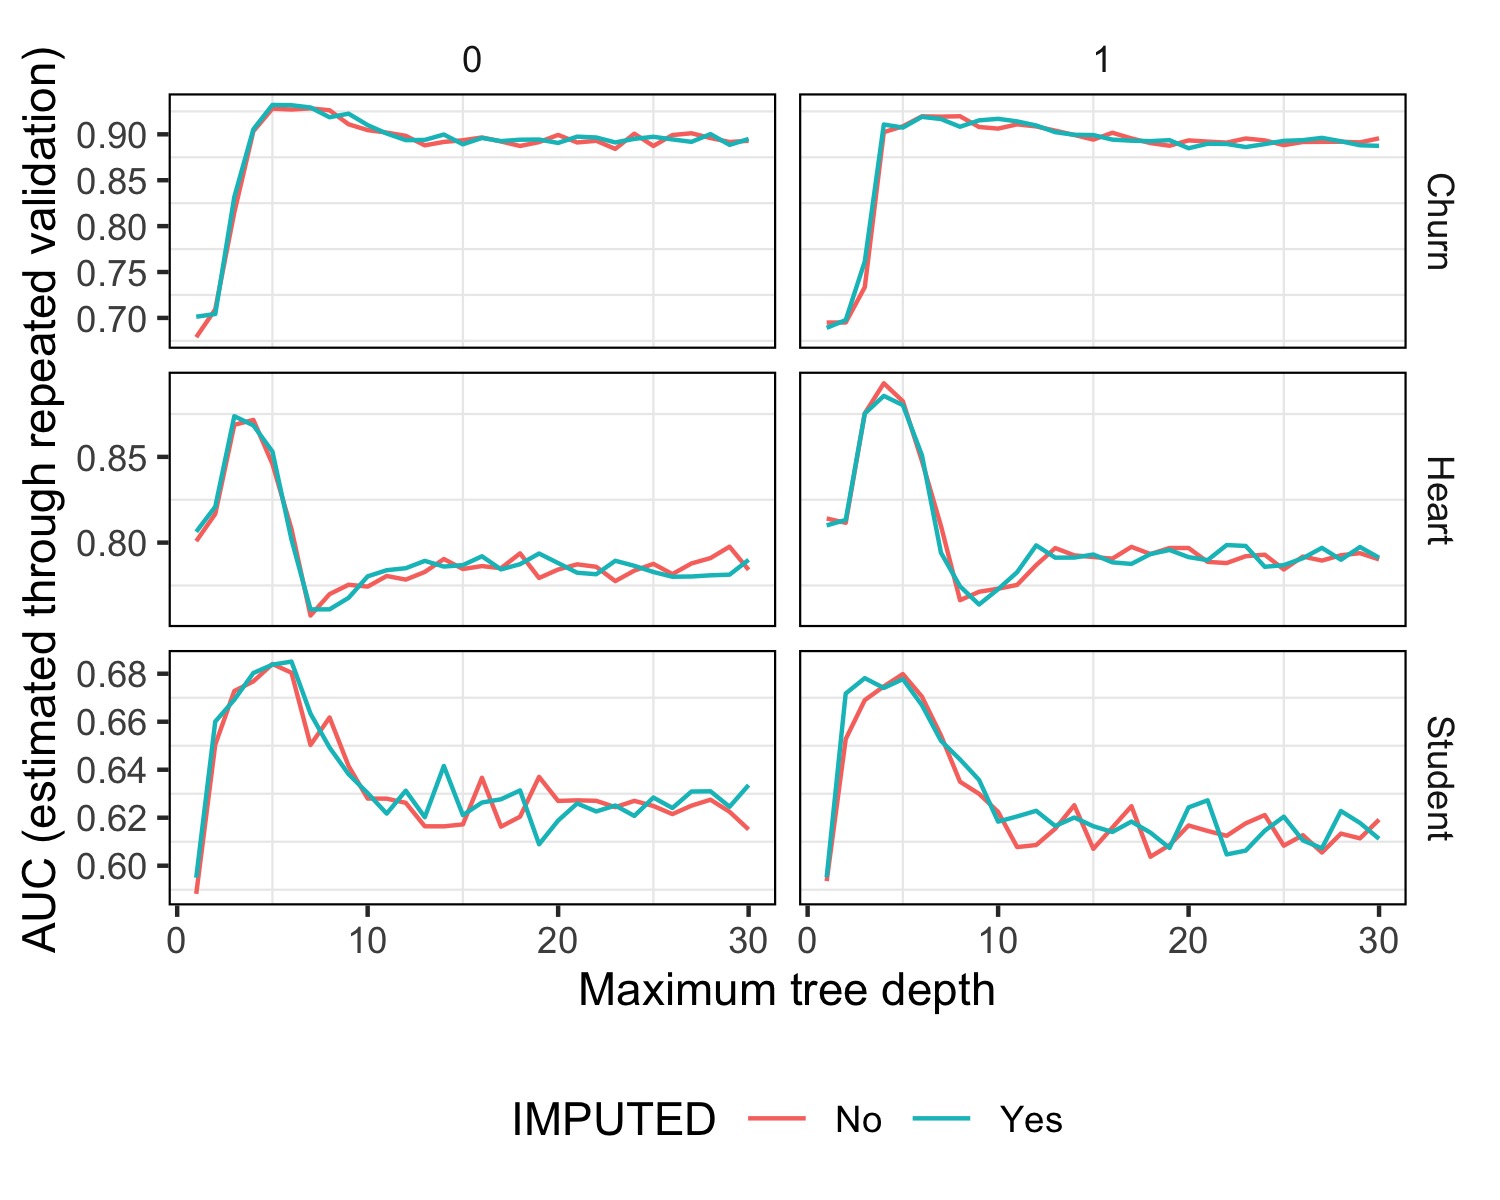 0
1
AUC (estimated through repeated validation)
0.90
0.85
0.80
0.75
0.70
Churn
0.85
0.80
Heart
0.68
0.66
0.64
0.62
0.60
Student
0 10 20 30
0 10 20 30
Maximum tree depth
IMPUTED No Yes